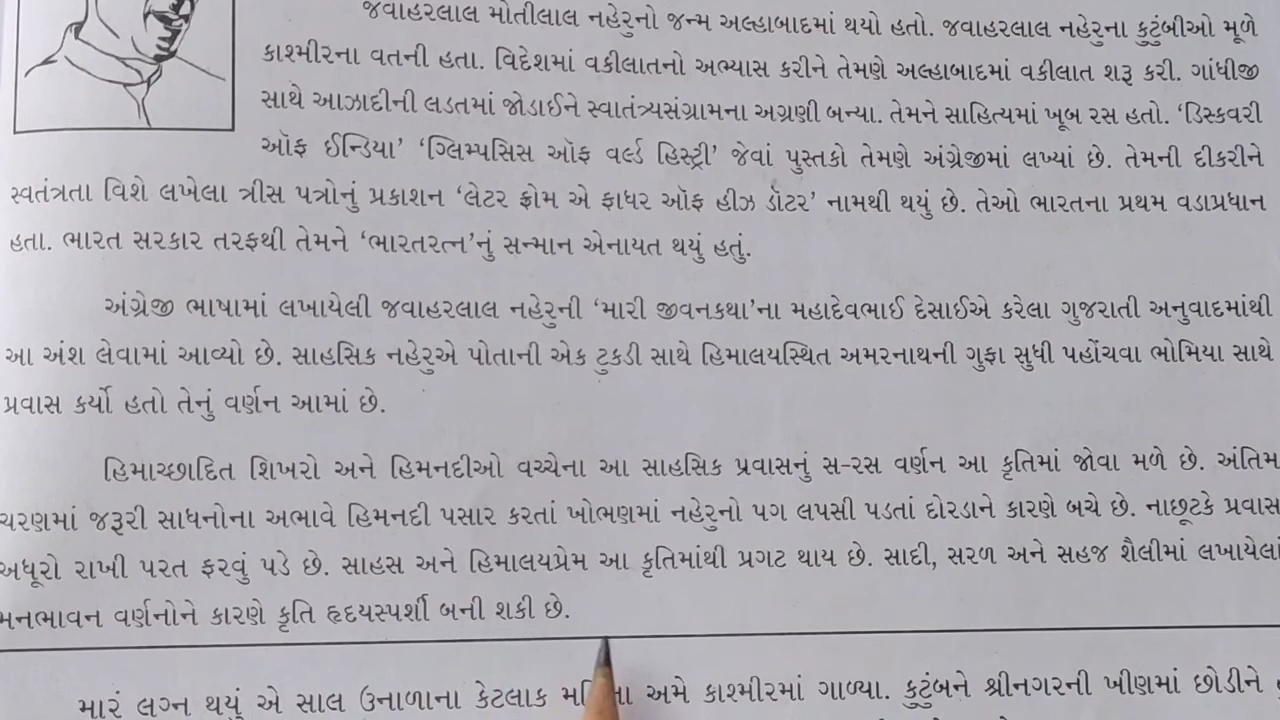 જવાહરલાલ મોતીલાલ નહેરુનો જન્મ અલ્હાબાદમાં થયો હતો. જવાહરલાલ નહેરુના કુટુંબીઓ મૂળે
કાશ્મીરના વતની હતા. વિદેશમાં વકીલાતનો અભ્યાસ કરીને તેમણે અલ્હાબાદમાં વકીલાત શરૂ કરી. ગાંધીજી
સાથે આઝાદીની લડતમાં જોડાઈને સ્વાતંત્ર્યસંગ્રામના અગ્રણી બન્યા. તેમને સાહિત્યમાં ખૂબ રસ હતો. ‘ડિસ્કવરી
ઑફ ઈન્ડિયા’ ‘ગ્લિમ્પસિસ ઑફ વર્લ્ડ હિસ્ટ્રી’ જેવાં પુસ્તકો તેમણે અંગ્રેજીમાં લખ્યાં છે. તેમની દીકરીને
સ્વતંત્રતા વિશે લખેલા ત્રીસ પત્રોનું પ્રકાશન ‘લેટર ફ્રોમ એ ફાધર ઑફ હીઝ ડૉટર’ નામથી થયું છે. તેઓ ભારતના પ્રથમ વડાપ્રધાન
હતા. ભારત સરકાર તરફથી તેમને ‘ભારતરત્ન’નું સન્માન એનાયત થયું હતું.
અંગ્રેજી ભાષામાં લખાયેલી જવાહરલાલ નહેરુની ‘મારી જીવનકથા’ના મહાદેવભાઈ દેસાઈએ કરેલા ગુજરાતી અનુવાદમાંથી
આ અંશ લેવામાં આવ્યો છે. સાહસિક નહેરુએ પોતાની એક ટુકડી સાથે હિમાલયસ્થિત અમરનાથની ગુફા સુધી પહોંચવા ભોમિયા સાથે
પ્રવાસ કર્યો હતો તેનું વર્ણન આમાં છે.
હિમાચ્છાદિત શિખરો અને હિમનદીઓ વચ્ચેના આ સાહસિક પ્રવાસનું સ-રસ વર્ણન આ કૃતિમાં જોવા મળે છે. અંતિમ
ચરણમાં જરૂરી સાધનોના અભાવે હિમનદી પસાર કરતાં ખોભણમાં નહેરુનો પગ લપસી પડતાં દોરડાને કારણે બચે છે. નાછૂટકે પ્રવાસ
અધૂરો રાખી પરત ફરવું પડે છે. સાહસ અને હિમાલયપ્રેમ આ કૃતિમાંથી પ્રગટ થાય છે. સાદી, સરળ અને સહજ શૈલીમાં લખાયેલાં
મનભાવન વર્ણનોને કારણે કૃતિ હૃદયસ્પર્શી બની શકી છે.
મારું લગ્ન થયું એ સાલ ઉનાળાના કેટલાક અમે કાશ્મીરમાં ગાળ્યા. કુટુંબને શ્રીનગરની ખીણમાં છોડીને